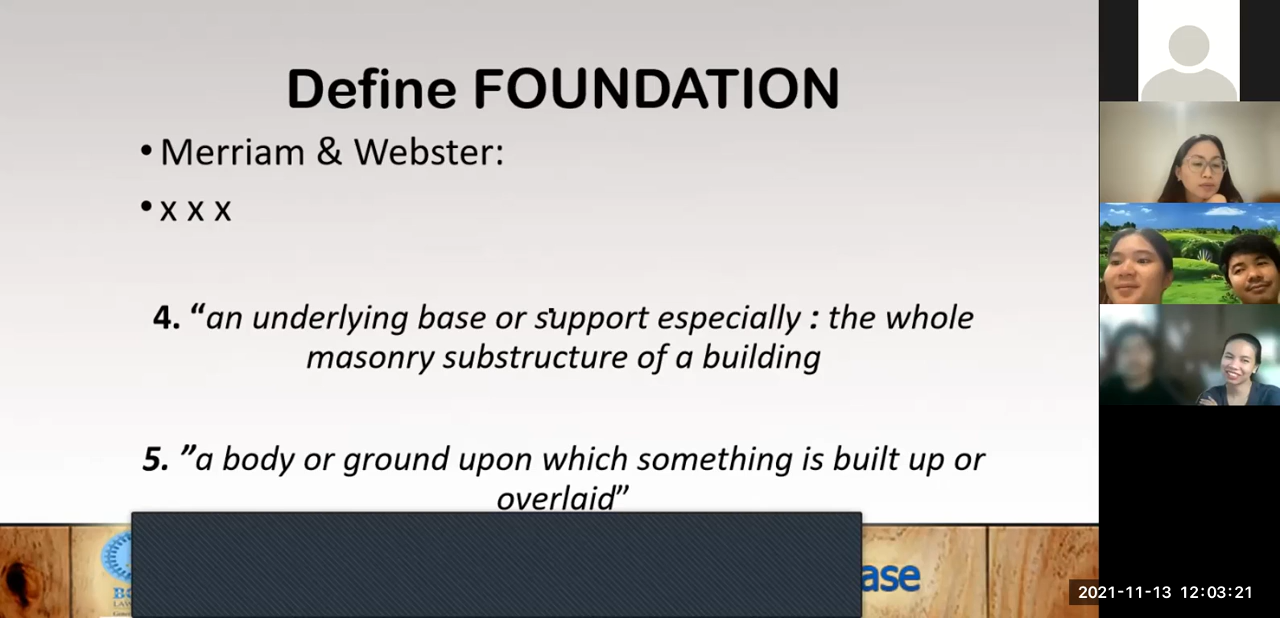 Define FOUNDATION
• Merriam & Webster:
• x x x
4. “an underlying base or support especially : the whole
masonry substructure of a building
5. ”a body or ground upon which something is built up or
overlaid”
ase
2021-11-13 12:03:21